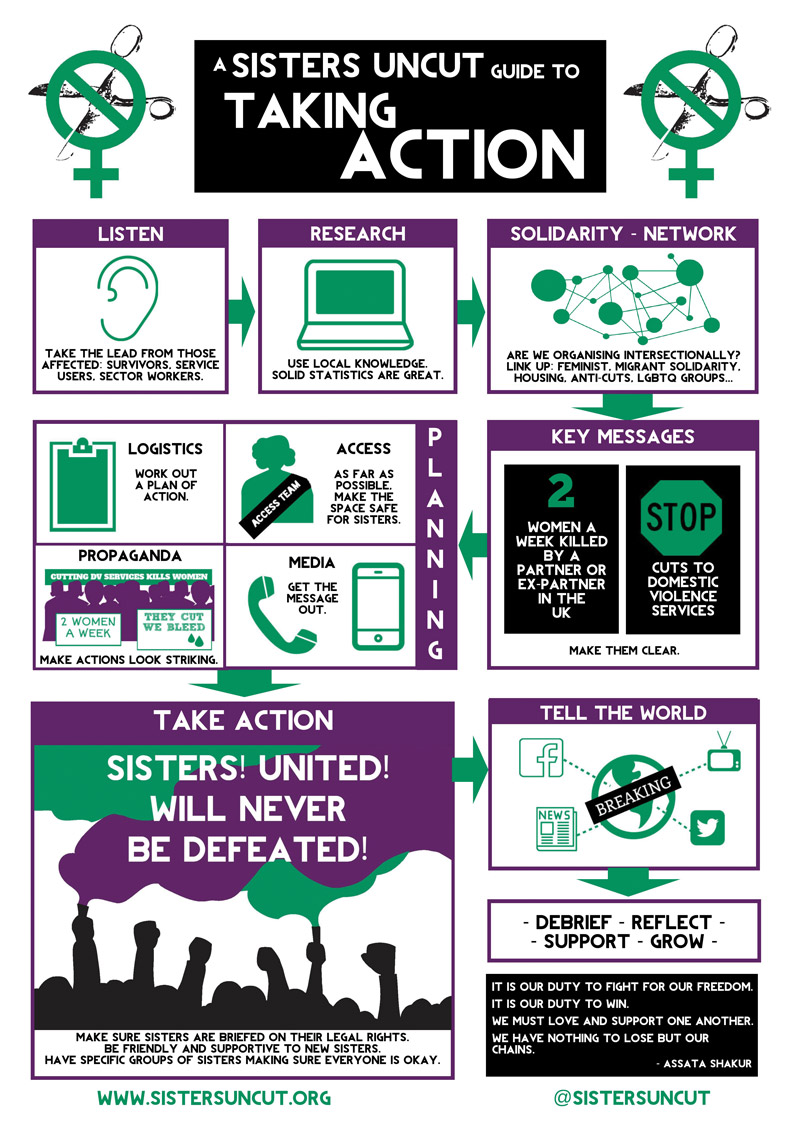 A SISTERS UNCUT GUIDE TO
TAKING
ACTION
LISTEN
TAKE THE LEAD FROM THOSE
AFFECTED: SURVIVORS, SERVICE
USERS, SECTOR WORKERS.
RESEARCH
USE LOCAL KNOWLEDGE.
SOLID STATISTICS ARE GREAT.
SOLIDARITY - NETWORK
ARE WE ORGANISING INTERSECTIONALLY?
LINK UP: FEMINIST, MIGRANT SOLIDARITY,
HOUSING, ANTI-CUTS, LGBTQ GROUPS...
KEY MESSAGES
2
WOMEN A
WEEK KILLED
BY A
PARTNER OR
EX-PARTNER
IN THE
UK
STOP
CUTS TO
DOMESTIC
VIOLENCE
SERVICES
MAKE THEM CLEAR.
PLANNING
LOGISTICS
WORK OUT
A PLAN OF
ACTION.
ACCESS
AS FAR AS
POSSIBLE,
MAKE THE
SPACE SAFE
FOR SISTERS.
ACCESS TEAM
PROPAGANDA
CUTTING DV SERVICES KILLS WOMEN
2 WOMEN
A WEEK
THEY CUT
WE BLEED
MAKE ACTIONS LOOK STRIKING.
MEDIA
GET THE
MESSAGE
OUT.
TAKE ACTION
SISTERS! UNITED!
WILL NEVER
BE DEFEATED!
MAKE SURE SISTERS ARE BRIEFED ON THEIR LEGAL RIGHTS.
BE FRIENDLY AND SUPPORTIVE TO NEW SISTERS.
HAVE SPECIFIC GROUPS OF SISTERS MAKING SURE EVERYONE IS OKAY.
TELL THE WORLD
BREAKING
NEWS
- DEBRIEF - REFLECT -
- SUPPORT - GROW -
IT IS OUR DUTY TO FIGHT FOR OUR FREEDOM.
IT IS OUR DUTY TO WIN.
WE MUST LOVE AND SUPPORT ONE ANOTHER.
WE HAVE NOTHING TO LOSE BUT OUR
CHAINS.
- ASSATA SHAKUR
WWW.SISTERSUNCUT.ORG
@SISTERSUNCUT